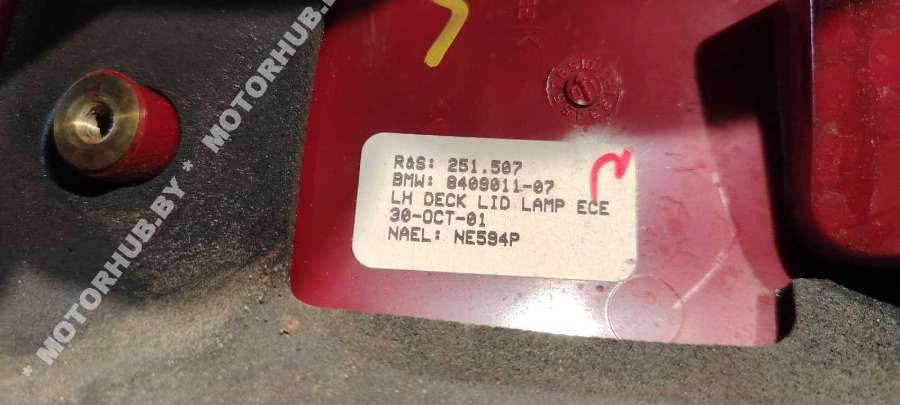 * MOTORHUB.BY * MOTORHUB.BY
R&S: 251.507
BMW: 8409011-07
LH DECK LID LAMP ECE
30-OCT-01
NAEL: NE594P